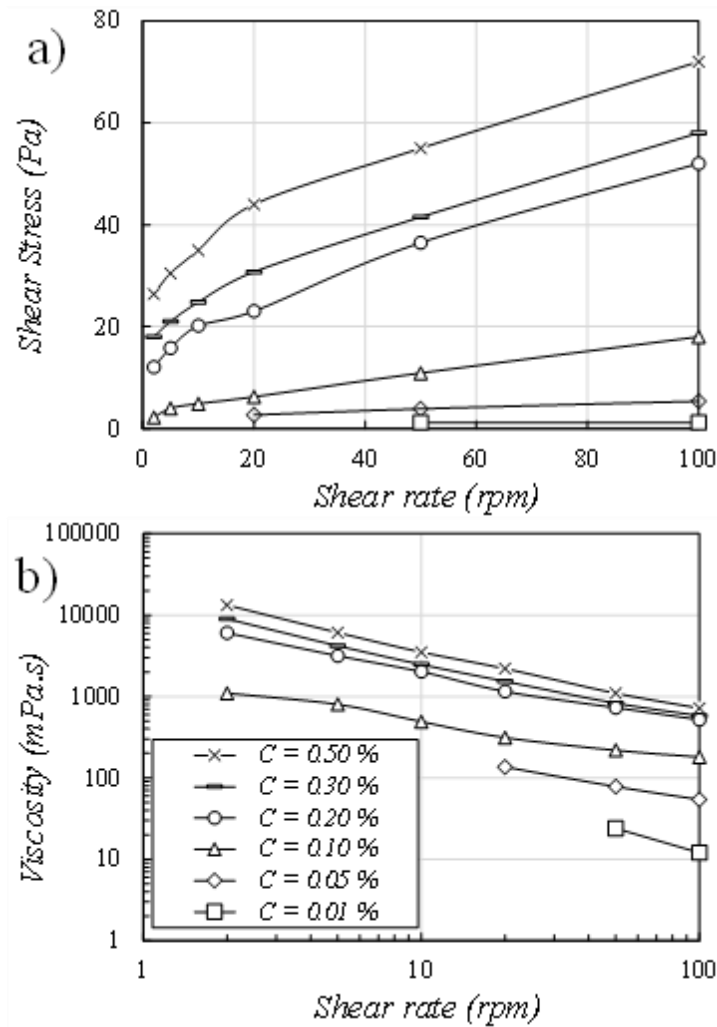 a)
Shear Stress (Pa)
80
60
40
20
0
0 20 40 60 80 100
Shear rate (rpm)
b)
Viscosity (mPa.s)
100000
10000
1000
100
10
1
C = 0.50 %
C = 0.30 %
C = 0.20 %
C = 0.10 %
C = 0.05 %
C = 0.01 %
1 10 100
Shear rate (rpm)